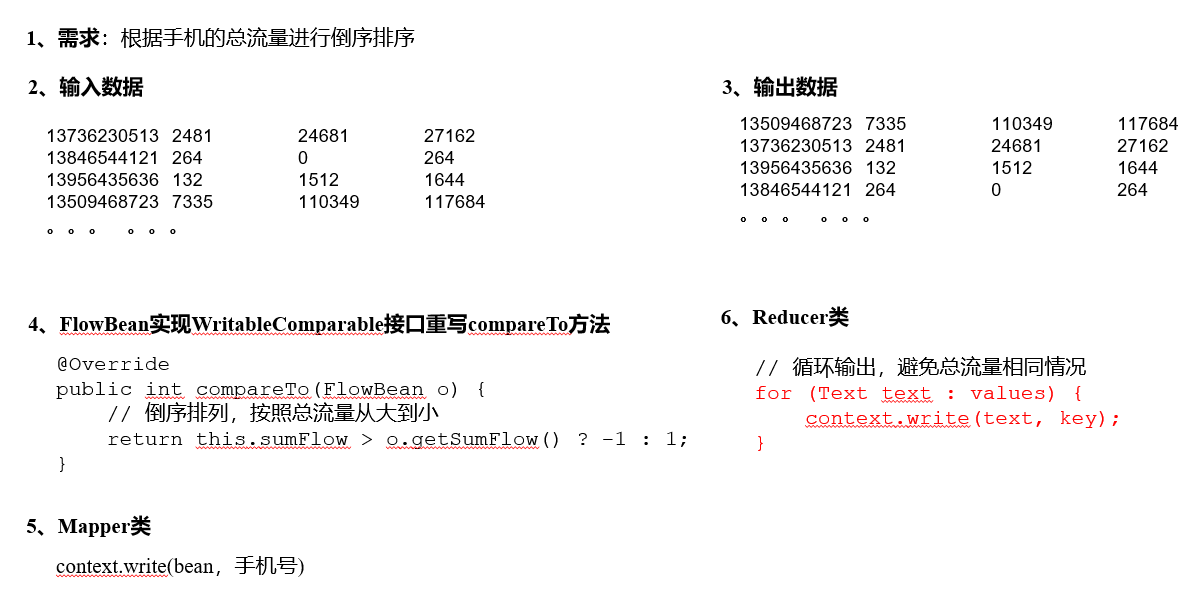 1、需求：根据手机的总流量进行倒序排序
2、输入数据
13736230513 2481 24681 27162
13846544121 264 0 264
13956435636 132 1512 1644
13509468723 7335 110349 117684
。。。 。。。
3、输出数据
13509468723 7335 110349 117684
13736230513 2481 24681 27162
13956435636 132 1512 1644
13846544121 264 0 264
。。。 。。。
4、FlowBean实现WritableComparable接口重写compareTo方法
@Override
public int compareTo(FlowBean o) {
// 倒序排列，按照总流量从大到小
return this.sumFlow > o.getSumFlow() ? -1 : 1;
}
5、Mapper类
context.write(bean，手机号)
6、Reducer类
// 循环输出，避免总流量相同情况
for (Text text : values) {
context.write(text, key);
}